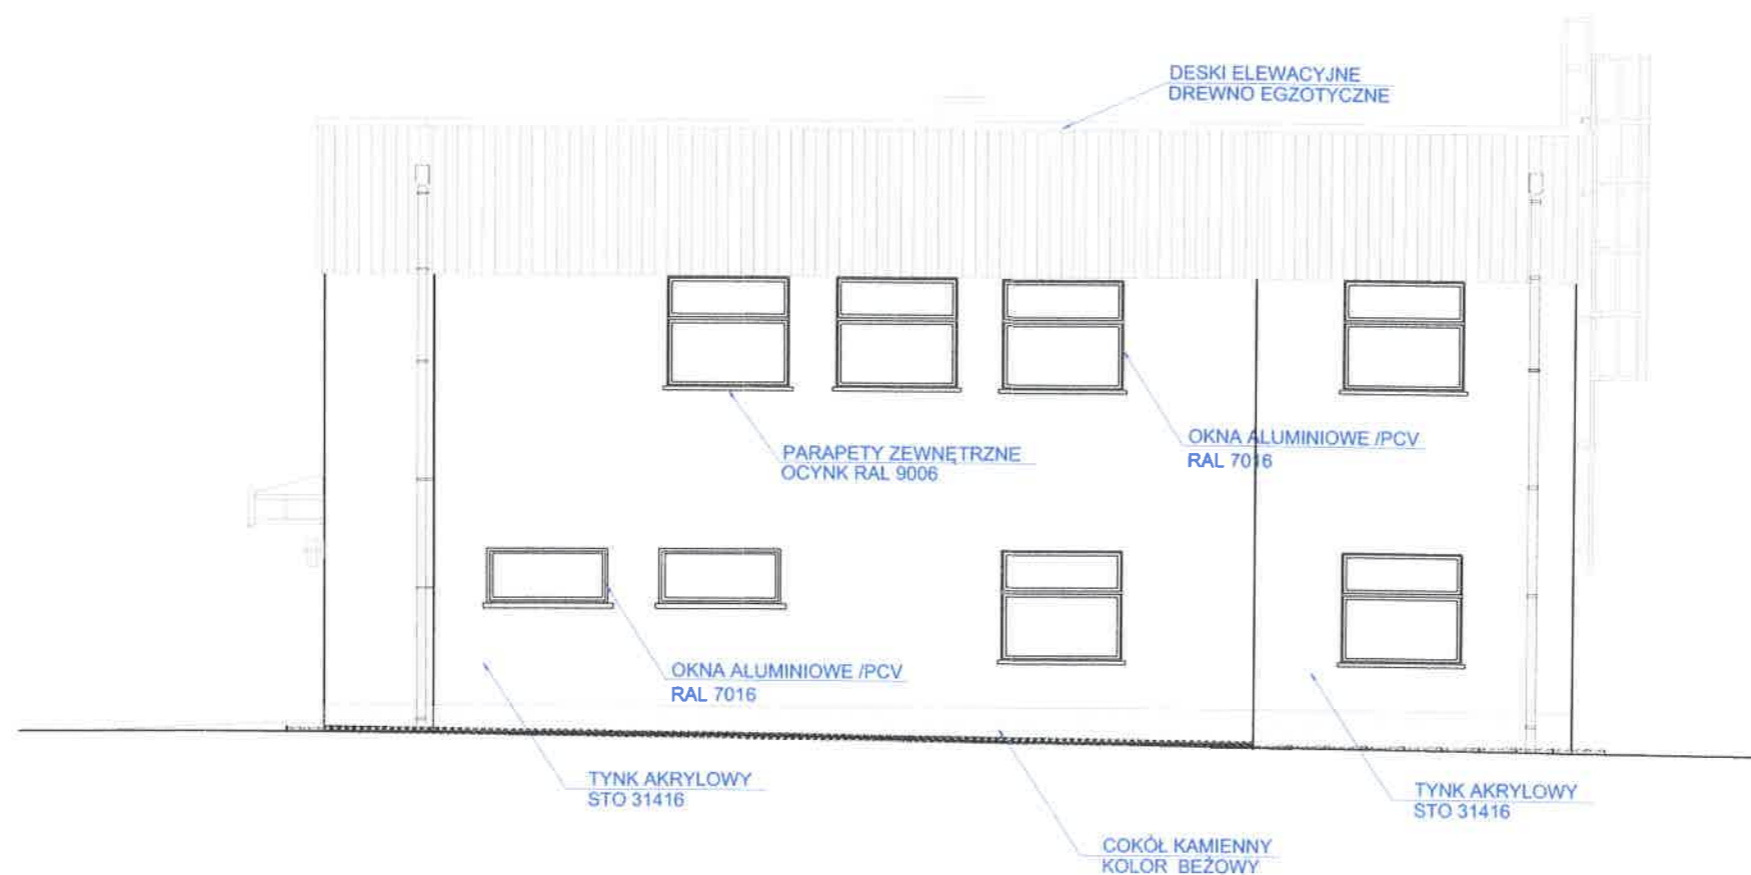 DESKI ELEWACYJNE
DREWNO EGZOTYCZNE
PARAPETY ZEWNĘTRZNE
OCYNK RAL 9006
OKNA ALUMINIOWE /PCV
RAL 7016
OKNA ALUMINIOWE /PCV
RAL 7016
TYNK AKRYLOWY
STO 31416
TYNK AKRYLOWY
STO 31416
COKÓŁ KAMIENNY
KOLOR BEŻOWY